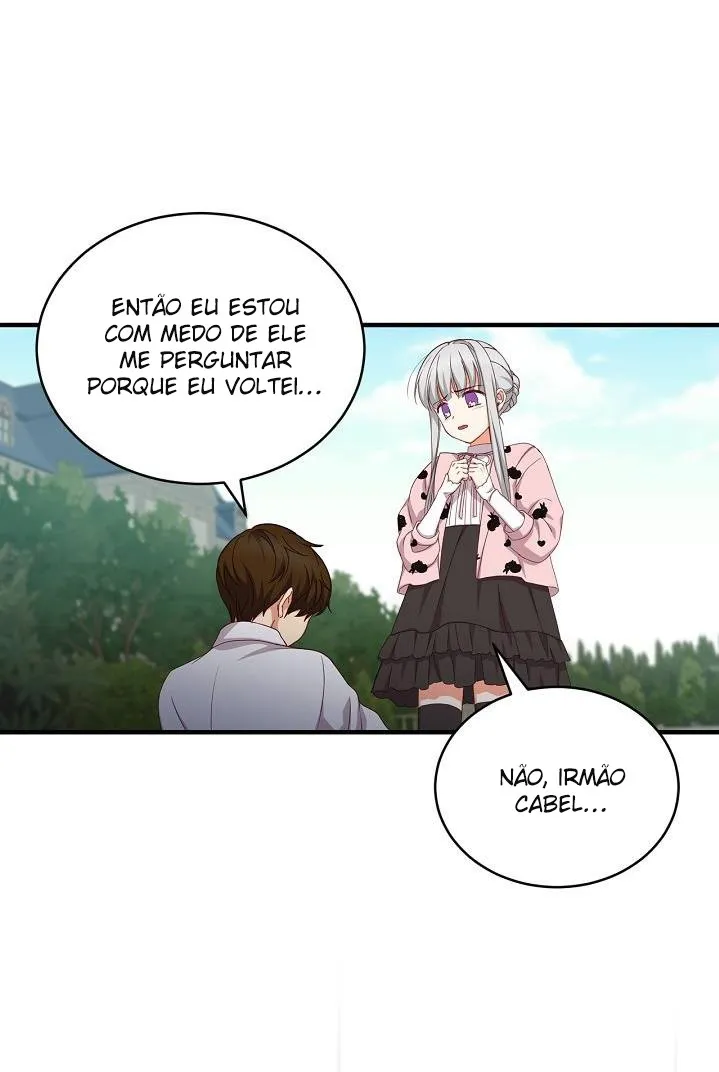 ENTÃO EU ESTOU
COM MEDO DE ELE
ME PERGUNTAR
PORQUE EU VOLTEI...
NÃO, IRMÃO
CABEL...